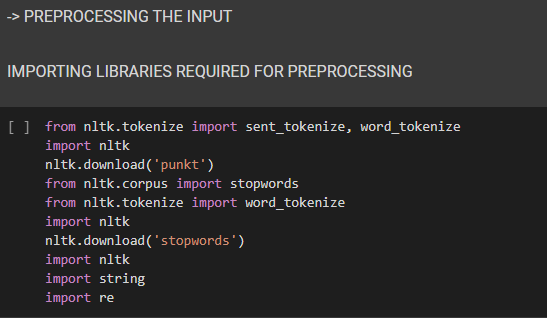 -> PREPROCESSING THE INPUT
IMPORTING LIBRARIES REQUIRED FOR PREPROCESSING
[ ] from nltk.tokenize import sent_tokenize, word_tokenize
import nltk
nltk.download('punkt')
from nltk.corpus import stopwords
from nltk.tokenize import word_tokenize
import nltk
nltk.download('stopwords')
import nltk
import string
import re